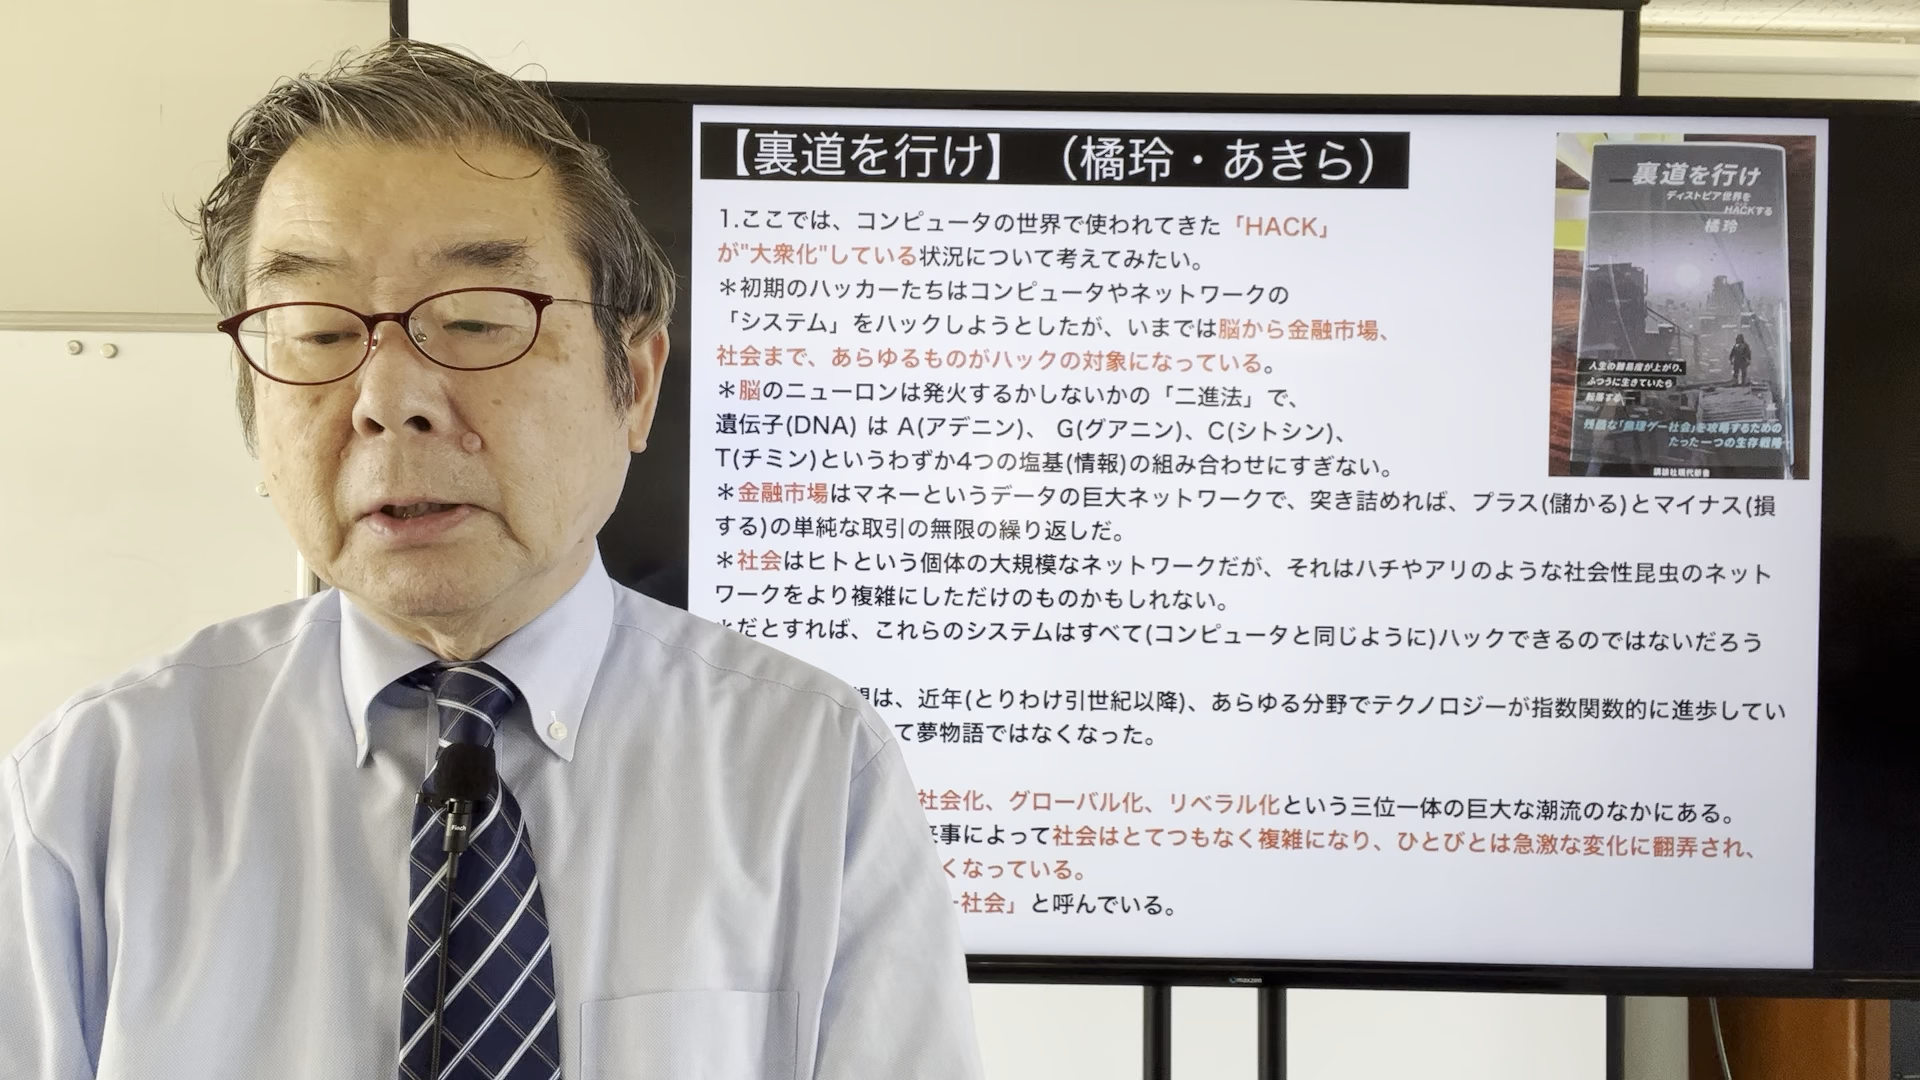 【裏道を行け】（橘玲・あきら）
1.ここでは、コンピュータの世界で使われてきた「HACK」
が"大衆化"している状況について考えてみたい。
＊初期のハッカーたちはコンピュータやネットワークの
「システム」をハックしようとしたが、いまでは脳から金融市場、
社会まで、あらゆるものがハックの対象になっている。
＊脳のニューロンは発火するかしないかの「二進法」で、
遺伝子(DNA) は A(アデニン)、 G(グアニン)、C(シトシン)、
T(チミン)というわずか4つの塩基(情報)の組み合わせにすぎない。
＊金融市場はマネーというデータの巨大ネットワークで、突き詰めれば、プラス(儲かる)とマイナス(損
する)の単純な取引の無限の繰り返しだ。
＊社会はヒトという個体の大規模なネットワークだが、それはハチやアリのような社会性昆虫のネット
ワークをより複雑にしただけのものかもしれない。
＊だとすれば、これらのシステムはすべて(コンピュータと同じように)ハックできるのではないだろう
は、近年(とりわけ引世紀以降)、あらゆる分野でテクノロジーが指数関数的に進歩してい
て夢物語ではなくなった。
社会化、グローバル化、リベラル化という三位一体の巨大な潮流のなかにある。
事によって社会はとてつもなく複雑になり、ひとびとは急激な変化に翻弄され、
くなっている。
社会」と呼んでいる。
裏道を行け
ディストピア世界を
HACKする
橘玲
人生の難易度が上がり、
ふつうに生きていたら
転落する
残酷な「無理ゲー社会」を攻略するための
たった一つの生存戦略
講談社現代新書
Finch
maxzen